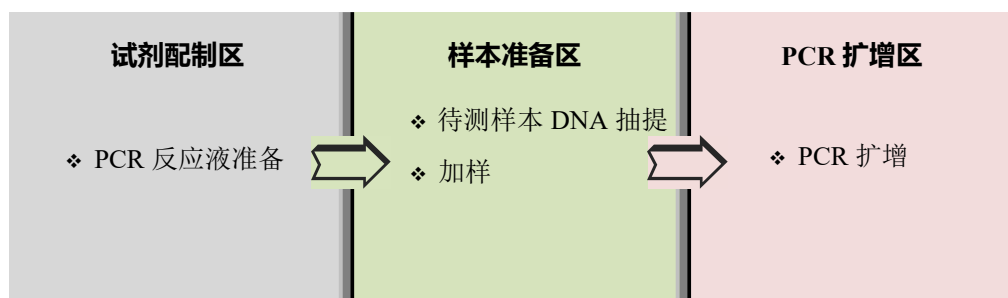 试剂配制区
❖ PCR 反应液准备
样本准备区
❖ 待测样本 DNA 抽提
❖ 加样
PCR 扩增区
❖ PCR 扩增